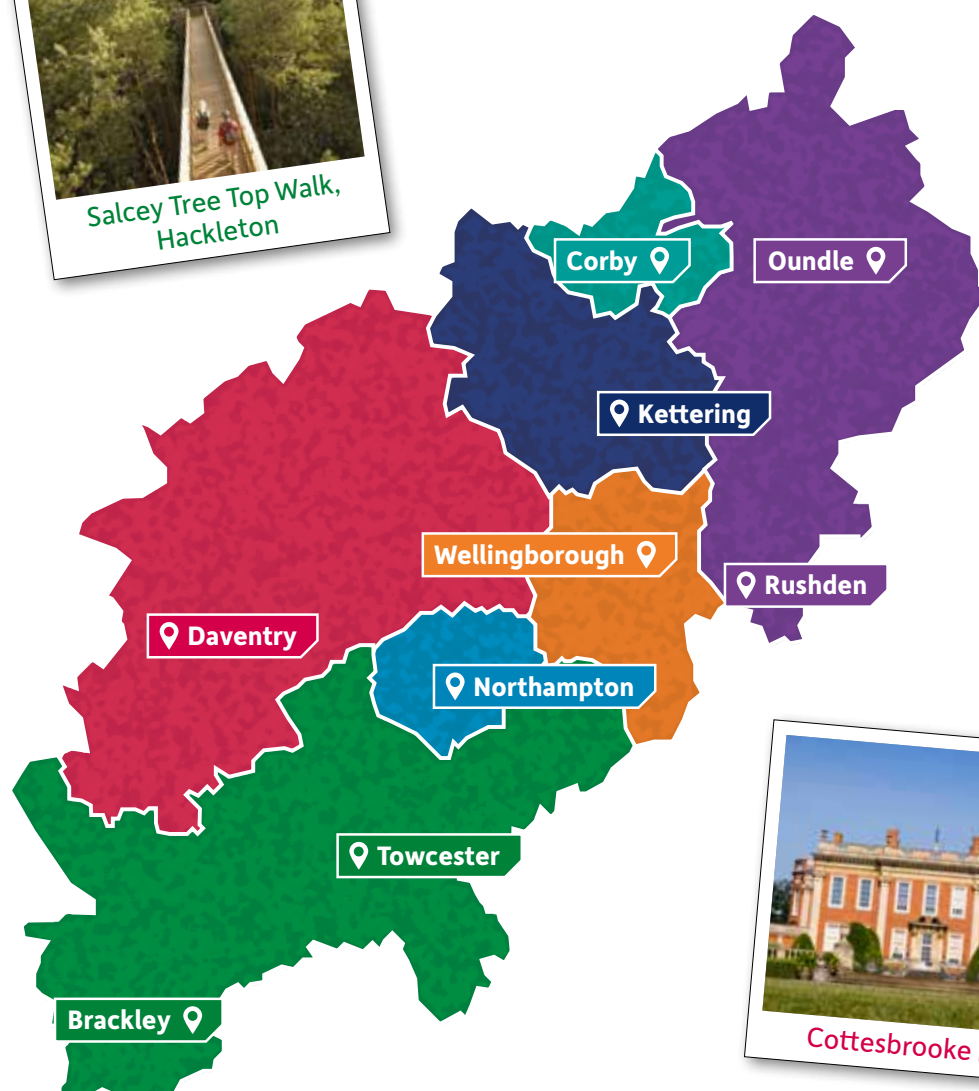 Salcey Tree Top Walk,
Hackleton
Corby
Oundle
Kettering
Wellingborough
Rushden
Daventry
Northampton
Towcester
Brackley
Cottesbrooke